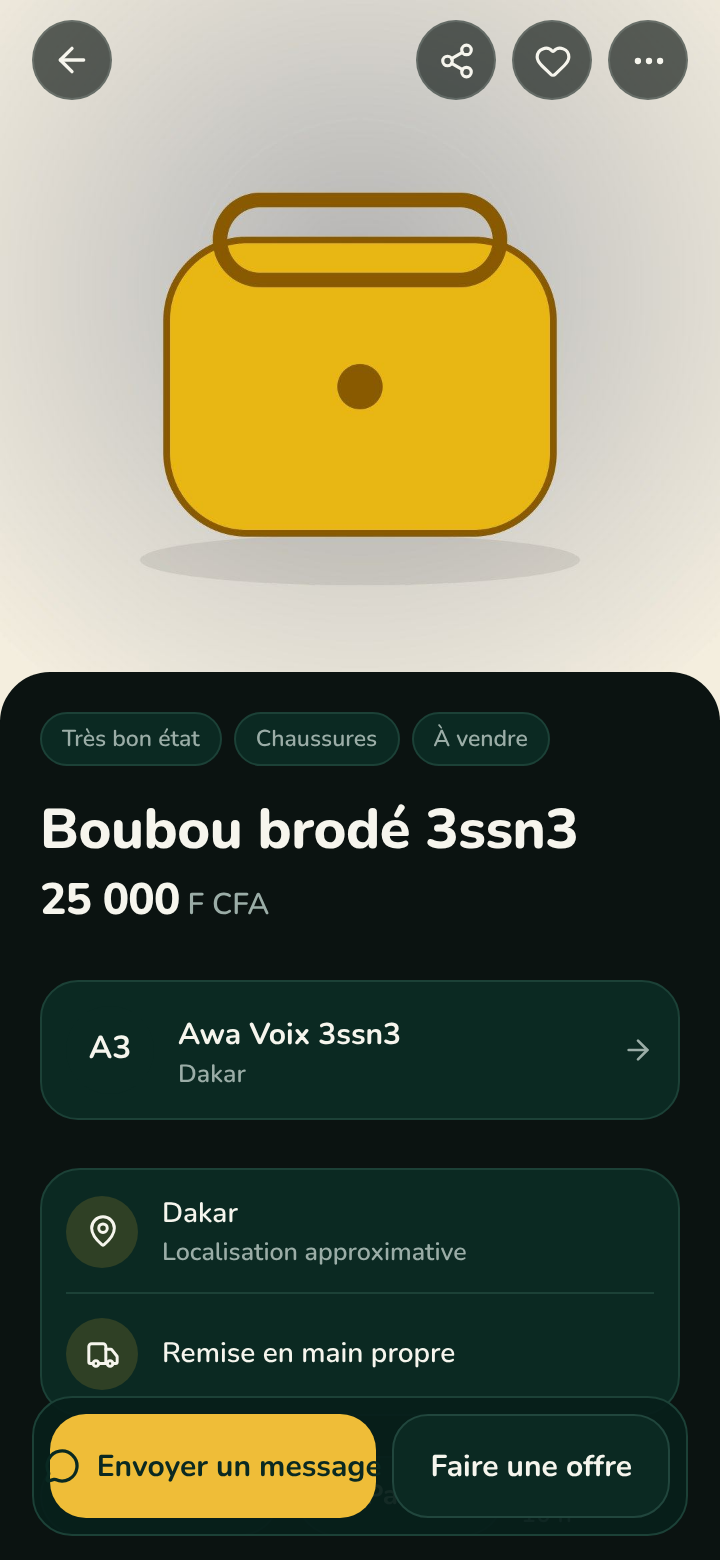 Très bon état
Chaussures
À vendre
Boubou brodé 3ssn3
25 000 F CFA
A3
Awa Voix 3ssn3
Dakar
Dakar
Localisation approximative
Remise en main propre
Envoyer un message
Faire une offre